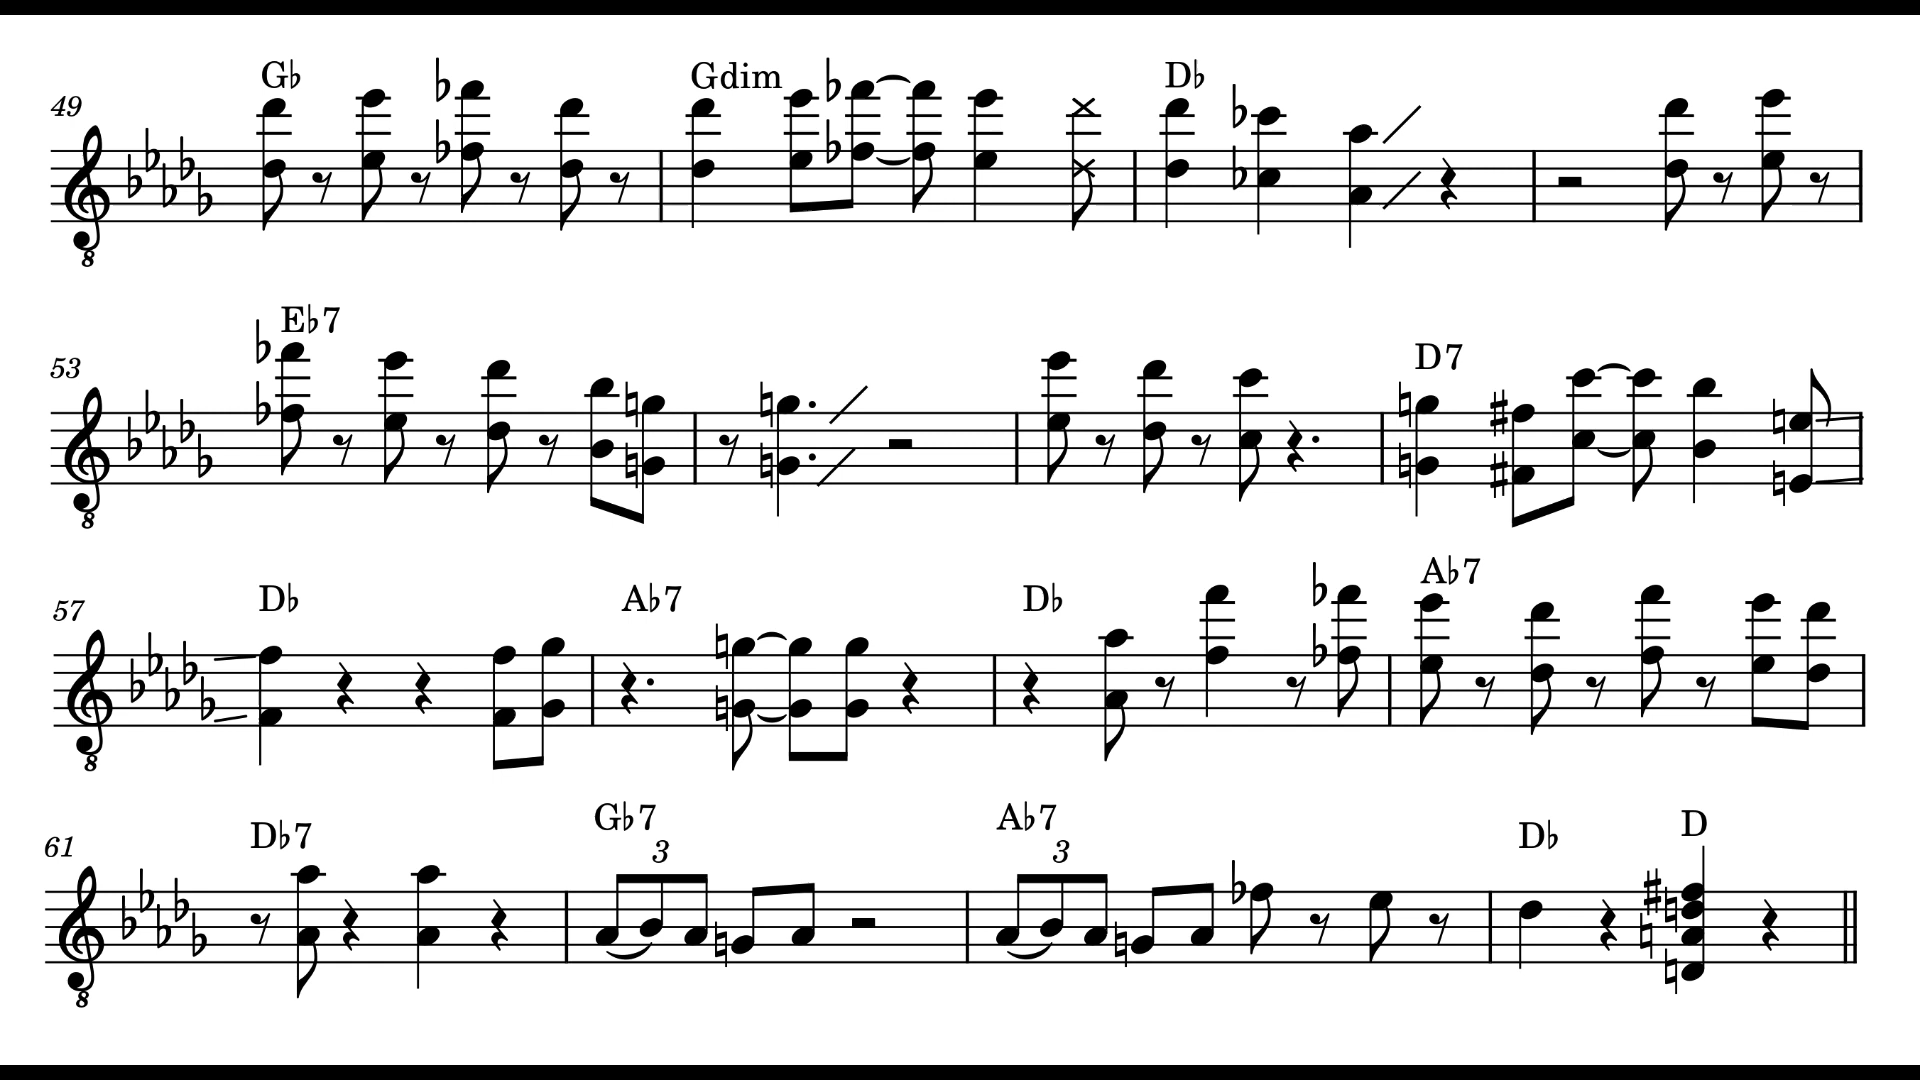 G♭ Gdim D♭
49
8
E♭7 D7
53
8
D♭ A♭7 D♭ A♭7
57
8
D♭7 G♭7 A♭7 D♭ D
61 3 3
8